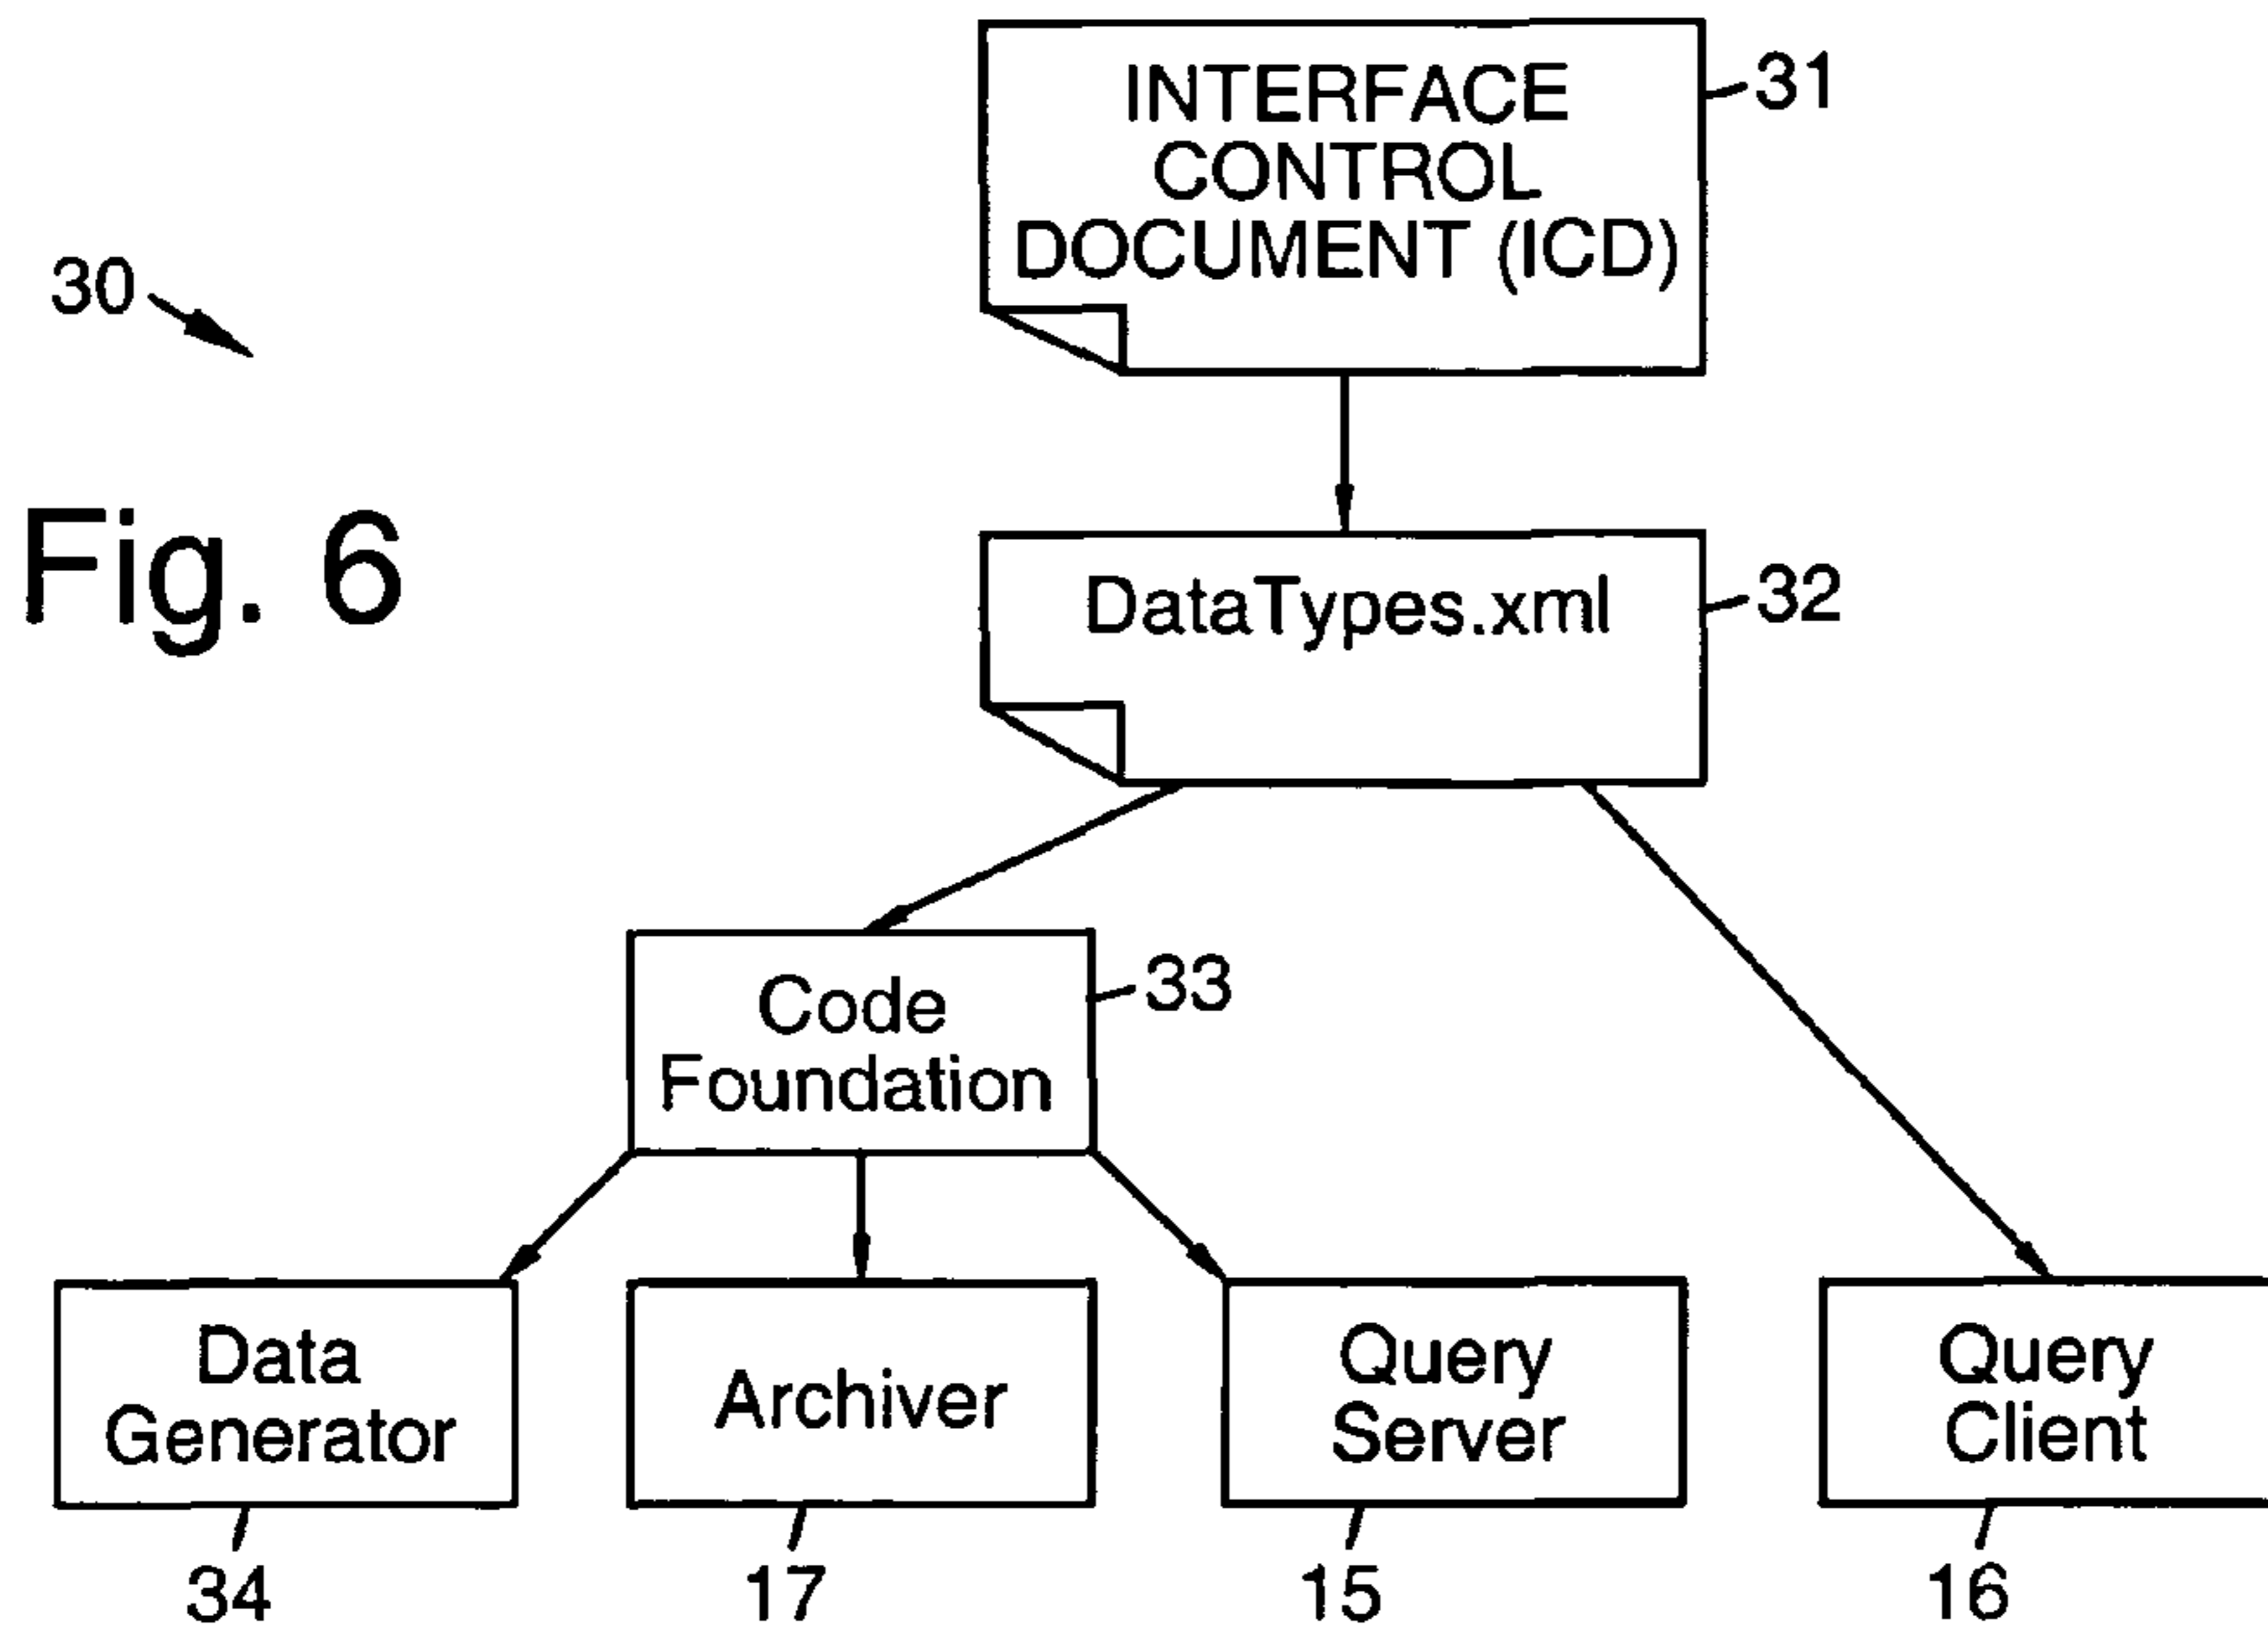 INTERFACE
CONTROL
DOCUMENT (ICD)
31
30
Fig. 6
DataTypes.xml
32
Code
Foundation
33
Data
Generator
Archiver
Query
Server
Query
Client
34
17
15
16